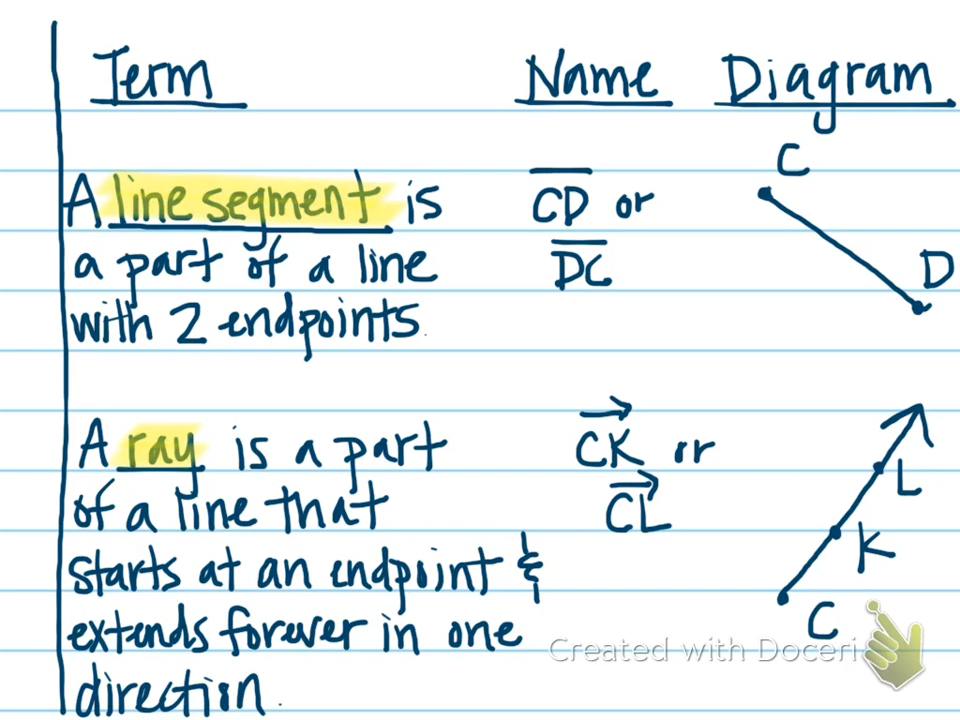 Term Name Diagram
A line segment is
a part of a line
with 2 endpoints.
CD or
DC
C
D
A ray is a part
of a line that
starts at an endpoint &
extends forever in one
direction.
CK or
CL
L
K
C
Created with Doceri